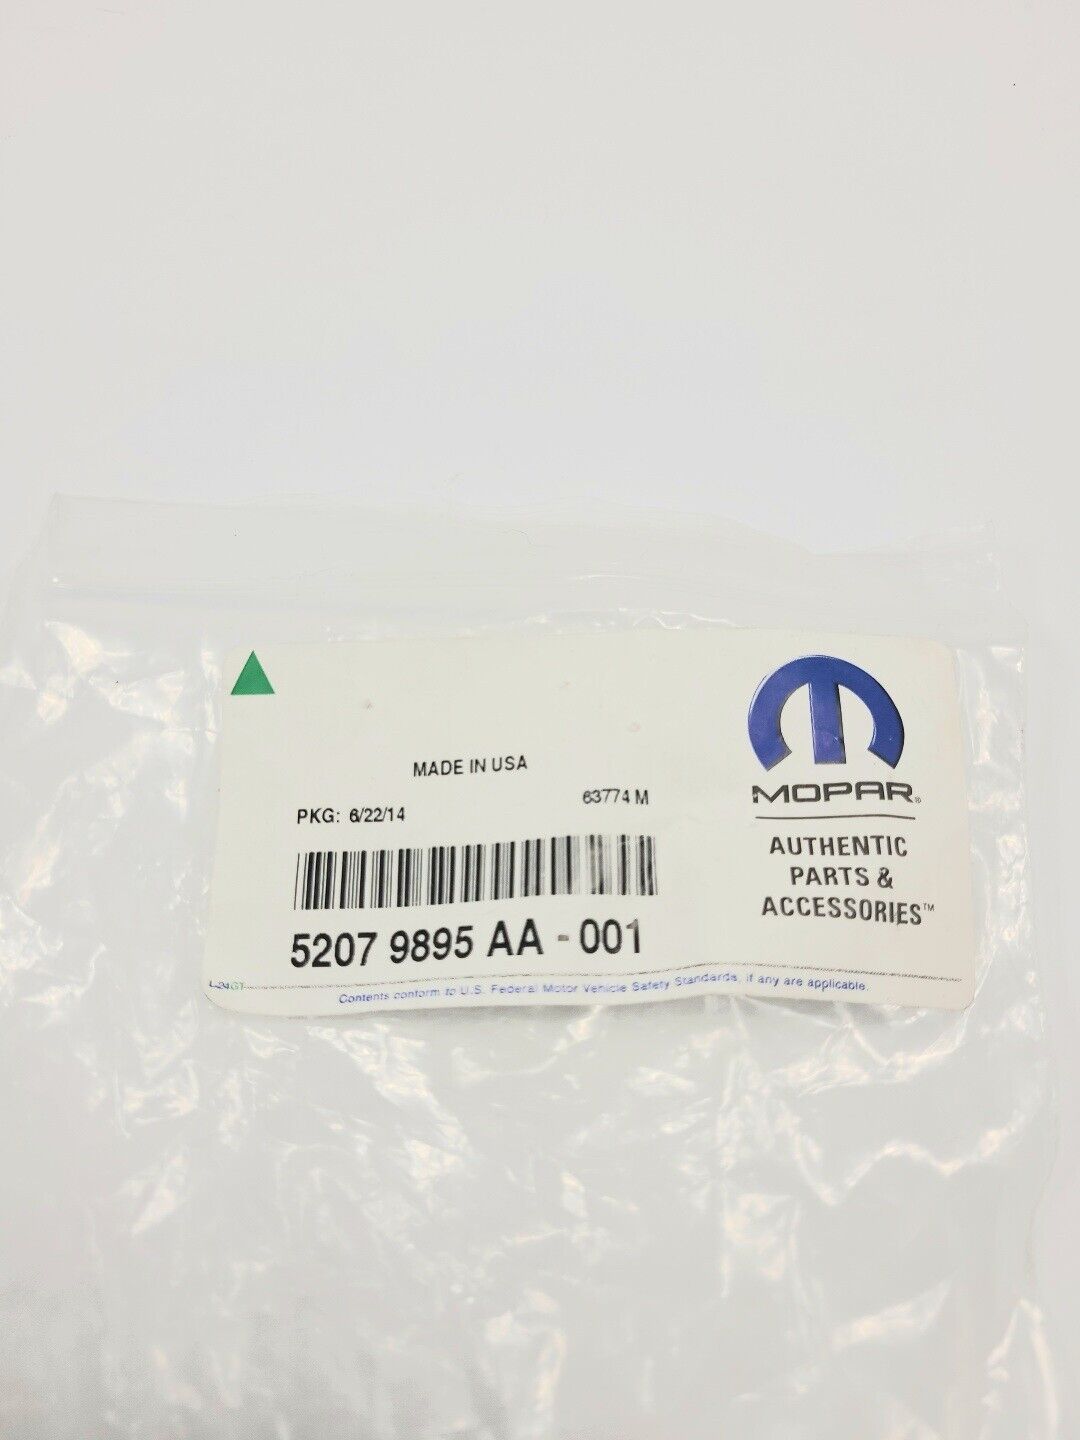 MADE IN USA
63774 M
PKG: 6/22/14
5207 9895 AA - 001
MOPAR®
AUTHENTIC
PARTS &
ACCESSORIES™
Contents conform to U.S. Federal Motor Vehicle Safety Standards, if any are applicable.